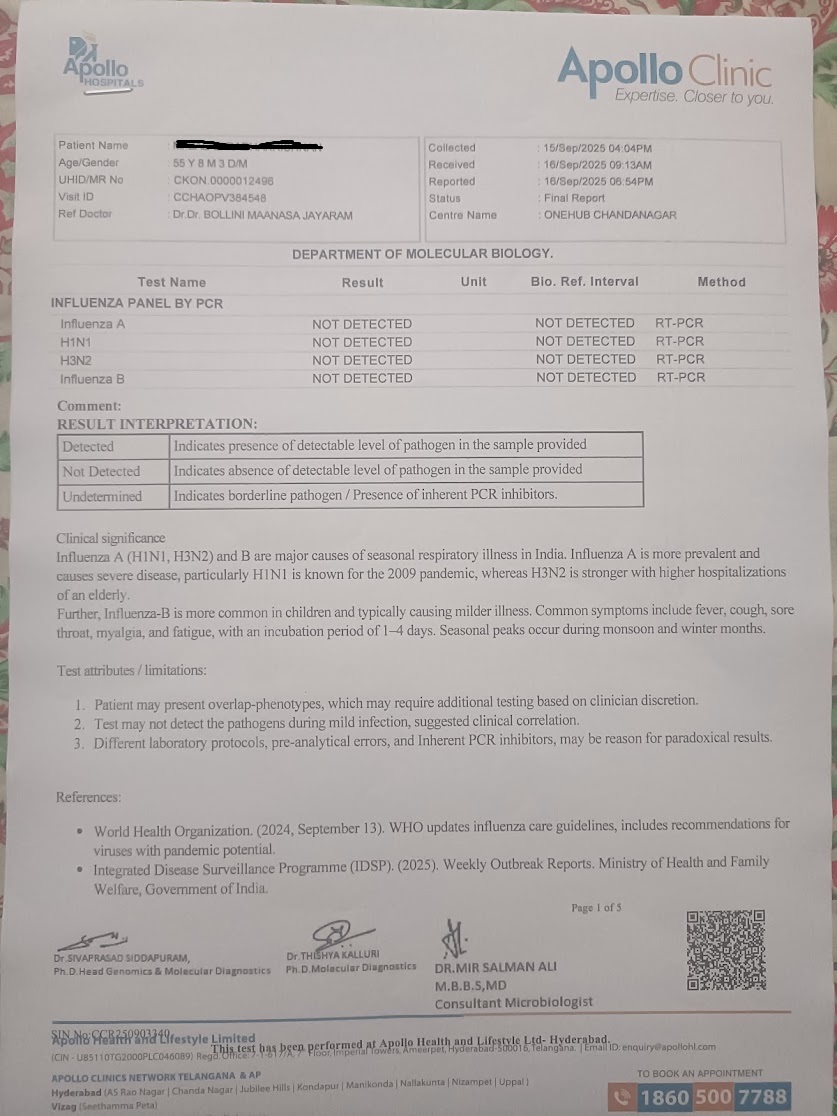 Apollo
HOSPITALS
Apollo Clinic
Expertise. Closer to you.
Patient Name :
Age/Gender : 55 Y 8 M 3 D/M
UHID/MR No : CKON.0000012496
Visit ID : CCHAOPV384548
Ref Doctor : Dr.Dr. BOLLINI MAANASA JAYARAM
Collected : 15/Sep/2025 04:04PM
Received : 16/Sep/2025 09:13AM
Reported : 16/Sep/2025 06:54PM
Status : Final Report
Centre Name : ONEHUB CHANDANAGAR
DEPARTMENT OF MOLECULAR BIOLOGY.
Test Name Result Unit Bio. Ref. Interval Method
INFLUENZA PANEL BY PCR
Influenza A NOT DETECTED NOT DETECTED RT-PCR
H1N1 NOT DETECTED NOT DETECTED RT-PCR
H3N2 NOT DETECTED NOT DETECTED RT-PCR
Influenza B NOT DETECTED NOT DETECTED RT-PCR
Comment:
RESULT INTERPRETATION:
Detected Indicates presence of detectable level of pathogen in the sample provided
Not Detected Indicates absence of detectable level of pathogen in the sample provided
Undetermined Indicates borderline pathogen / Presence of inherent PCR inhibitors.
Clinical significance
Influenza A (H1N1, H3N2) and B are major causes of seasonal respiratory illness in India. Influenza A is more prevalent and
causes severe disease, particularly H1N1 is known for the 2009 pandemic, whereas H3N2 is stronger with higher hospitalizations
of an elderly.
Further, Influenza-B is more common in children and typically causing milder illness. Common symptoms include fever, cough, sore
throat, myalgia, and fatigue, with an incubation period of 1–4 days. Seasonal peaks occur during monsoon and winter months.
Test attributes / limitations:
1. Patient may present overlap-phenotypes, which may require additional testing based on clinician discretion.
2. Test may not detect the pathogens during mild infection, suggested clinical correlation.
3. Different laboratory protocols, pre-analytical errors, and Inherent PCR inhibitors, may be reason for paradoxical results.
References:
• World Health Organization. (2024, September 13). WHO updates influenza care guidelines, includes recommendations for
viruses with pandemic potential.
• Integrated Disease Surveillance Programme (IDSP). (2025). Weekly Outbreak Reports. Ministry of Health and Family
Welfare, Government of India.
Page 1 of 5
Dr.SIVAPRASAD SIDDAPURAM,
Ph.D.Head Genomics & Molecular Diagnostics
Dr.THISHYA KALLURI
Ph.D.Molecular Diagnostics
DR.MIR SALMAN ALI
M.B.B.S,MD
Consultant Microbiologist
SIN No:CCR250903340
Apollo Health and Lifestyle Limited
This test has been performed at Apollo Health and Lifestyle Ltd- Hyderabad.
(CIN - U85110TG2000PLC046089) Regd. Office: 7-1-617/A, 7 Floor, Imperial Towers, Ameerpet, Hyderabad-500016, Telangana. | Email ID: enquiry@apollohl.com
APOLLO CLINICS NETWORK TELANGANA & AP
Hyderabad (AS Rao Nagar | Chanda Nagar | Jubilee Hills | Kondapur | Manikonda | Nallakunta | Nizampet | Uppal)
Vizag (Seethamma Peta)
TO BOOK AN APPOINTMENT
1860 500 7788